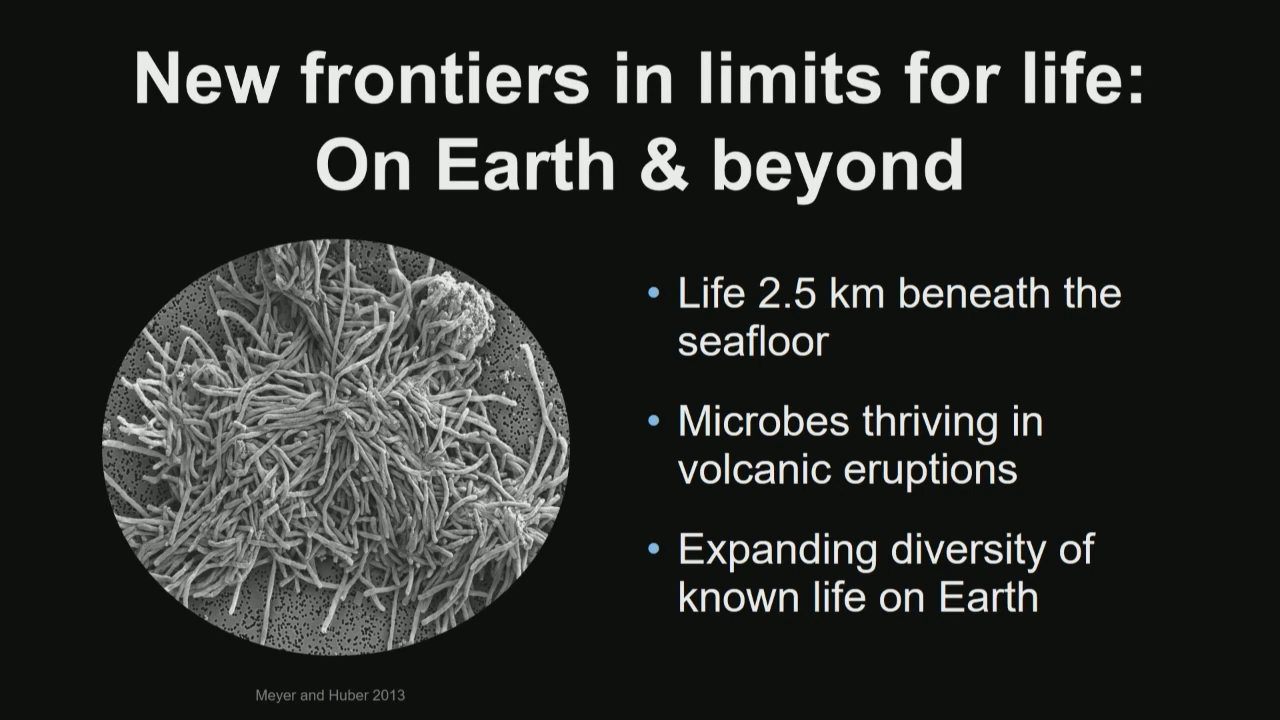 New frontiers in limits for life:
On Earth & beyond
• Life 2.5 km beneath the
seafloor
• Microbes thriving in
volcanic eruptions
• Expanding diversity of
known life on Earth
Meyer and Huber 2013